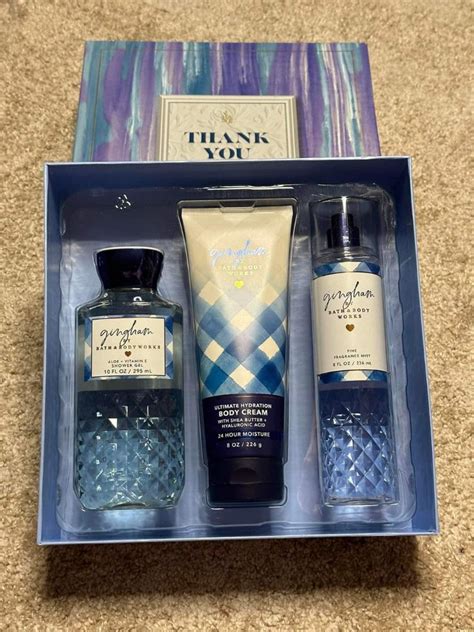 THANK
YOU
gingham
BATH & BODY WORKS
ALOE + VITAMIN E
SHOWER GEL
10 FL OZ / 295 mL
gingham
BATH & BODY
WORKS
ULTIMATE HYDRATION
BODY CREAM
WITH SHEA BUTTER +
HYALURONIC ACID
24 HOUR MOISTURE
8 OZ / 226 g
gingham
BATH & BODY
WORKS
FINE
FRAGRANCE MIST
8 FL OZ / 236 mL